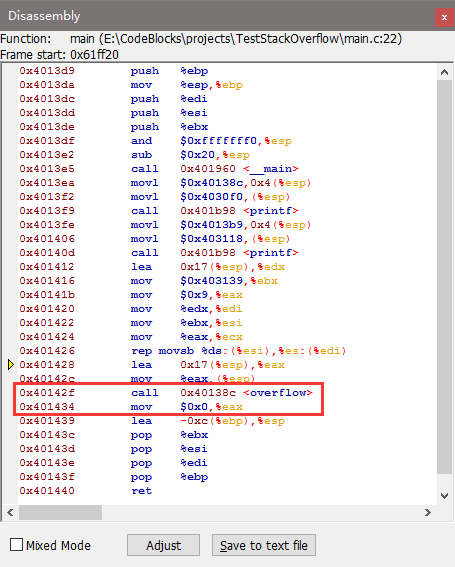 Disassembly
x
Function: main (E:\CodeBlocks\projects\TestStackOverflow\main.c:22)
Frame start: 0x61ff20
0x4013d9 push %ebp
0x4013da mov %esp,%ebp
0x4013dc push %edi
0x4013dd push %esi
0x4013de push %ebx
0x4013df and $0xfffffff0,%esp
0x4013e2 sub $0x20,%esp
0x4013e5 call 0x401960 <__main>
0x4013ea movl $0x40138c,0x4(%esp)
0x4013f2 movl $0x4030f0,(%esp)
0x4013f9 call 0x401b98 <printf>
0x4013fe movl $0x4013b9,0x4(%esp)
0x401406 movl $0x403118,(%esp)
0x40140d call 0x401b98 <printf>
0x401412 lea 0x17(%esp),%edx
0x401416 mov $0x403139,%ebx
0x40141b mov $0x9,%eax
0x401420 mov %edx,%edi
0x401422 mov %ebx,%esi
0x401424 mov %eax,%ecx
0x401426 rep movsb %ds:(%esi),%es:(%edi)
0x401428 lea 0x17(%esp),%eax
0x40142c mov %eax,(%esp)
0x40142f call 0x40138c <overflow>
0x401434 mov $0x0,%eax
0x401439 lea -0xc(%ebp),%esp
0x40143c pop %ebx
0x40143d pop %esi
0x40143e pop %edi
0x40143f pop %ebp
0x401440 ret
Mixed Mode
Adjust
Save to text file